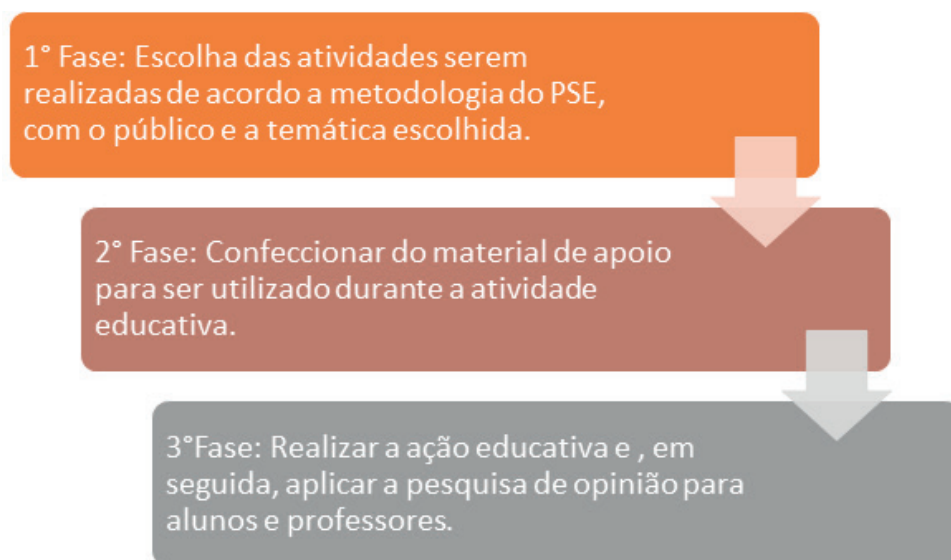 1° Fase: Escolha das atividades serem
realizadas de acordo a metodologia do PSE,
com o público e a temática escolhida.
2° Fase: Confeccionar do material de apoio
para ser utilizado durante a atividade
educativa.
3°Fase: Realizar a ação educativa e , em
seguida, aplicar a pesquisa de opinião para
alunos e professores.